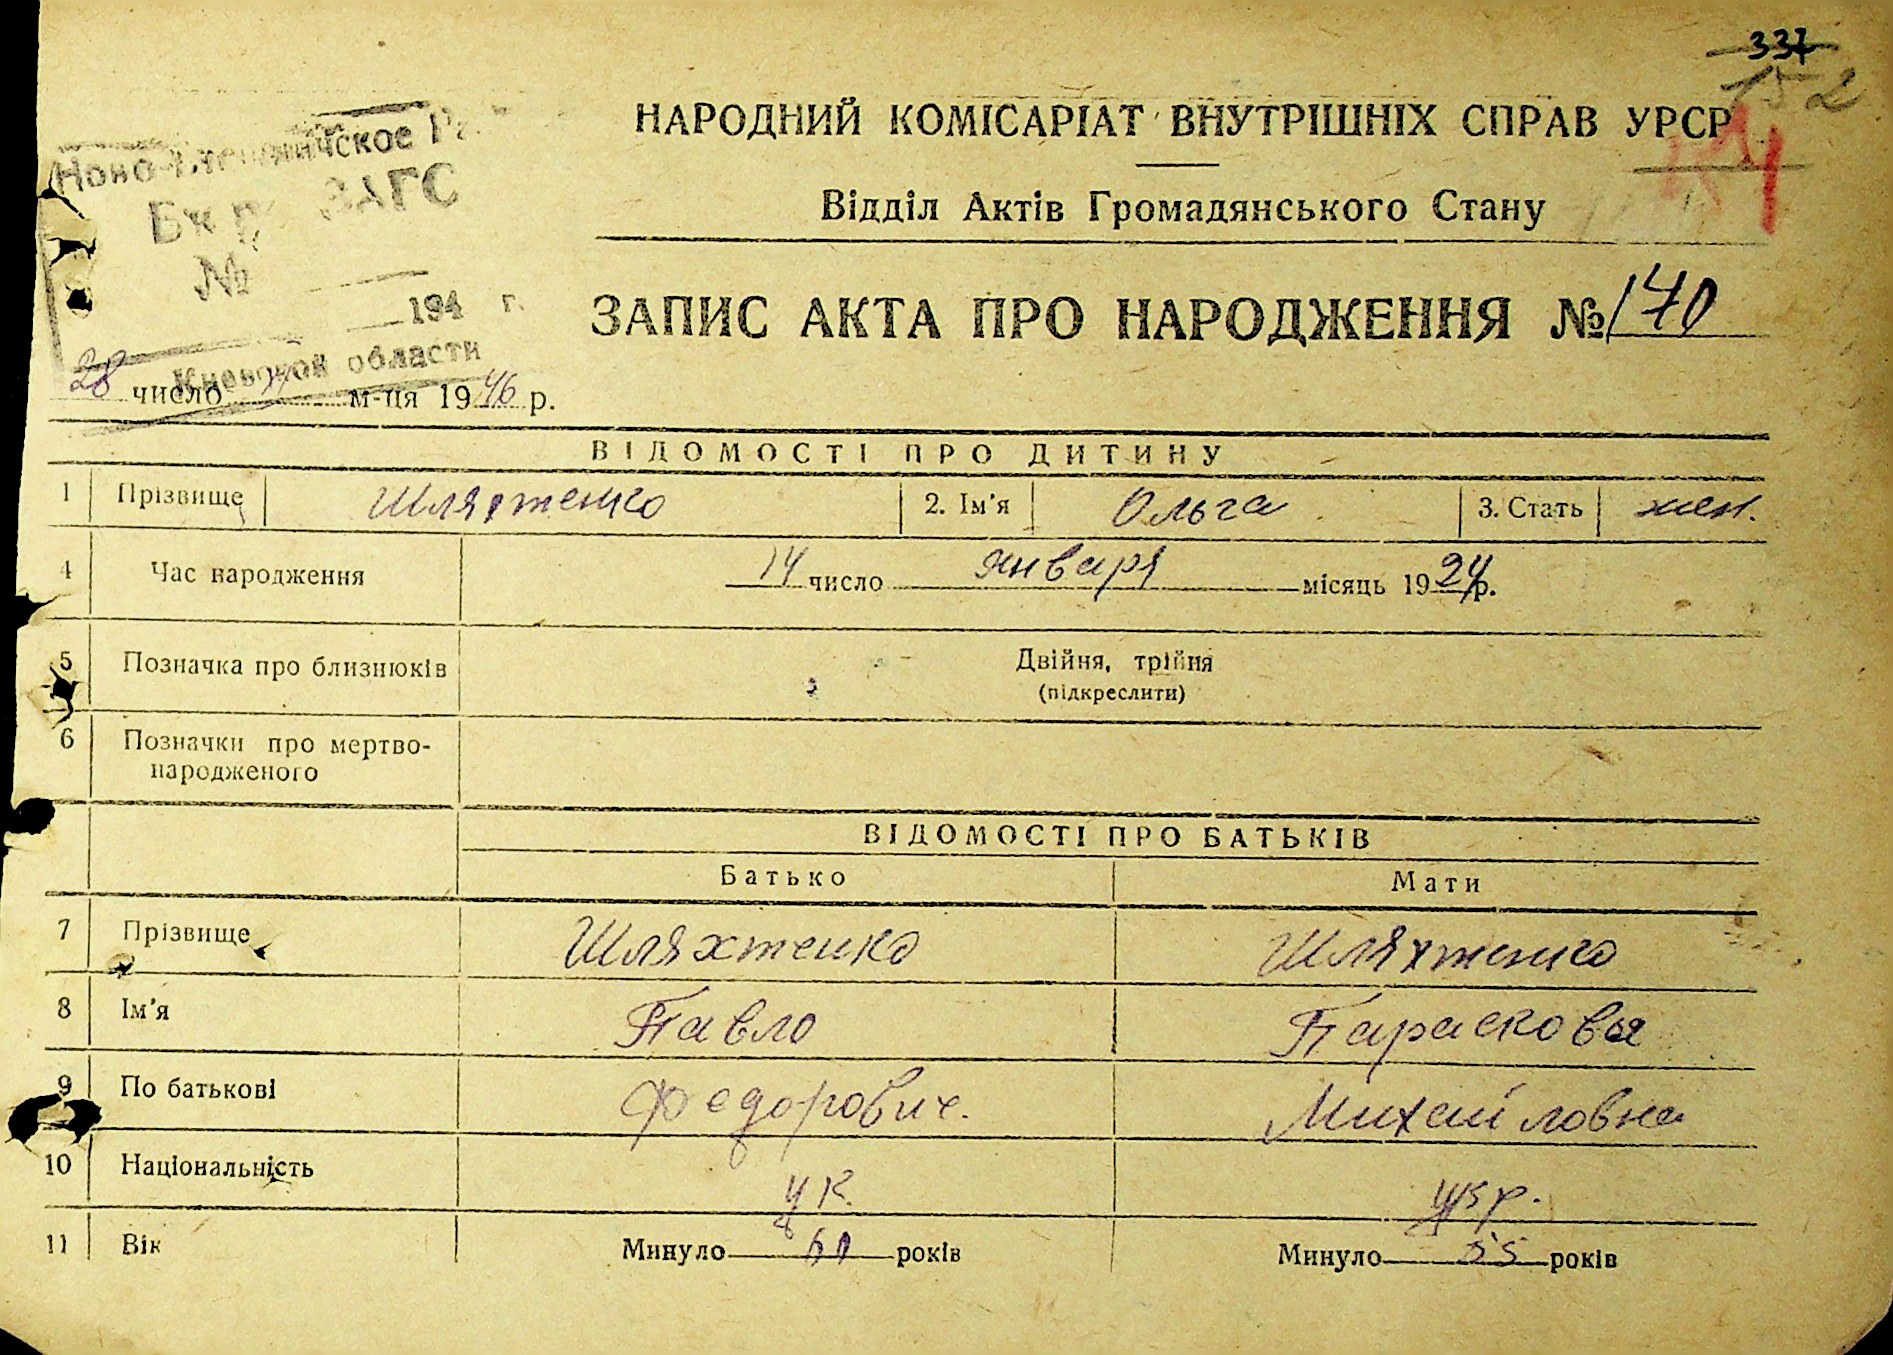 337
152
НАРОДНИЙ КОМІСАРІАТ ВНУТРІШНІХ СПРАВ УРСР
Відділ Актів Громадянського Стану
ЗАГС
№
194 г.
Киевской области
ЗАПИС АКТА ПРО НАРОДЖЕННЯ № 170
28 число м-ця 1946 р.
ВІДОМОСТІ ПРО ДИТИНУ
1 Прізвище Шляхтенко 2. Ім'я Ольга 3. Стать жен.
4 Час народження 14 число января місяць 1924 р.
5 Позначка про близнюків Двійня, трійня
(підкреслити)
6 Позначки про мертво-
народженого
ВІДОМОСТІ ПРО БАТЬКІВ
Батько Мати
7 Прізвище Шляхтенко Шляхтенко
8 Ім'я Павло Парасковья
9 По батькові Федорович. Михайловна
10 Національність ук. укр.
11 Вік Минуло 60 років Минуло 55 років